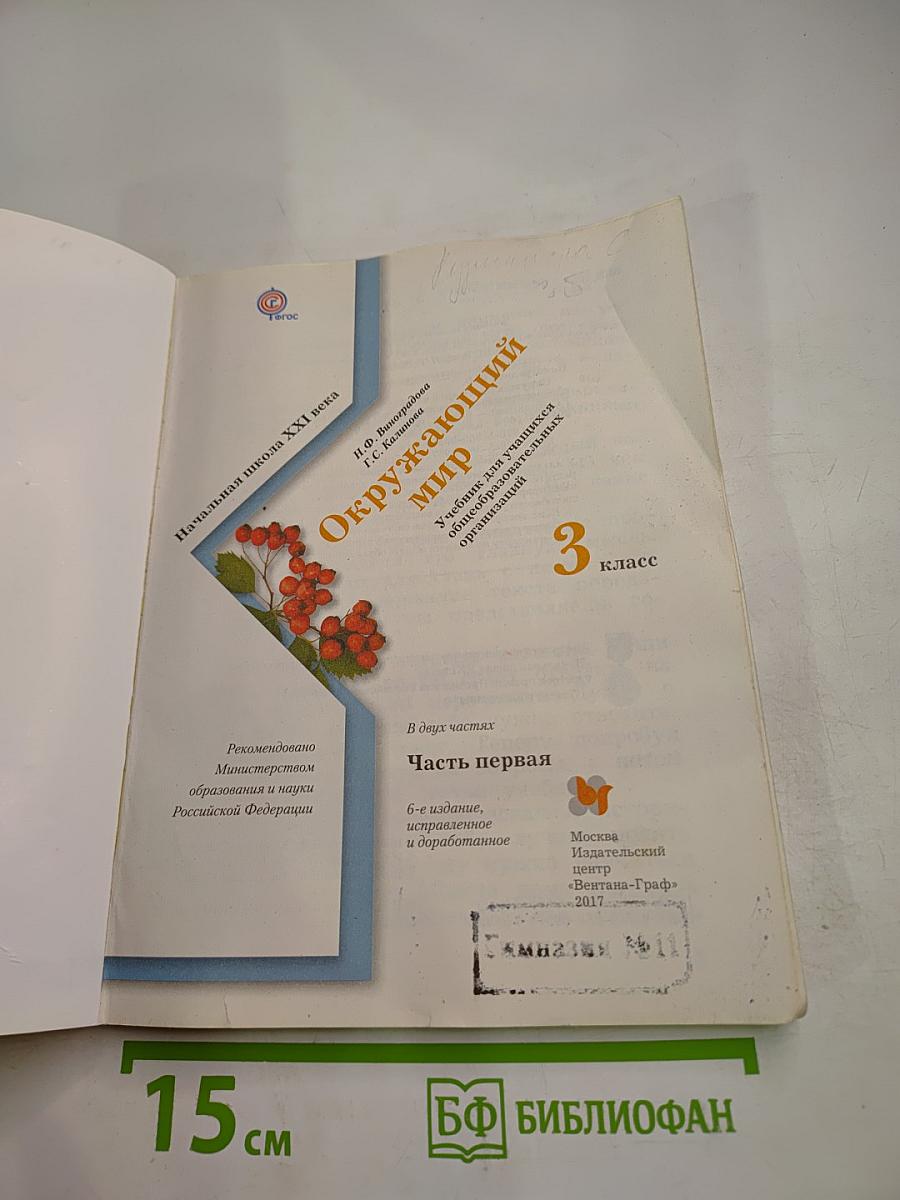 ФГОС
Начальная школа XXI века
Н.Ф. Виноградова
Г.С. Калинова
Окружающий
мир
Учебник для учащихся
общеобразовательных
организаций
3 класс
Рекомендовано
Министерством
образования и науки
Российской Федерации
В двух частях
Часть первая
6-е издание,
исправленное
и доработанное
Москва
Издательский
центр
«Вентана-Граф»
2017
15 см
БФ БИБЛИОФАН